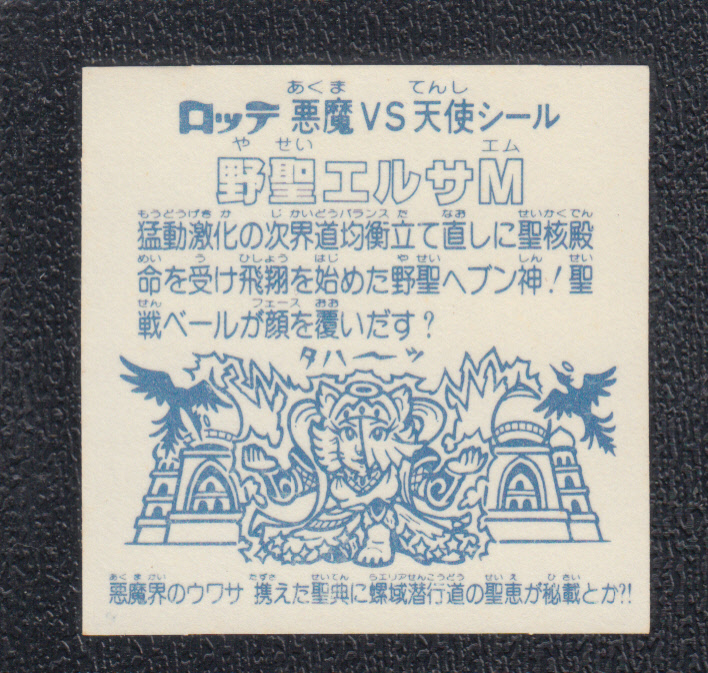 あくま てんし
ロッテ 悪魔VS天使シール
や せい エム
野聖エルサM
もうどうげき か じ かいどうバランス だ なお せいかくでん
猛動激化の次界道均衡立て直しに聖核殿
めい う ひしょう はじ や せい しん せい
命を受け飛翔を始めた野聖ヘブン神!聖
せん フェース おお
戦ベールが顔を覆いだす?
タハーッ
あくまかい たずさ せいてん らエリアせんこうどう せい え ひ さい
悪魔界のウワサ 携えた聖典に螺域潜行道の聖恵が秘載とか?!